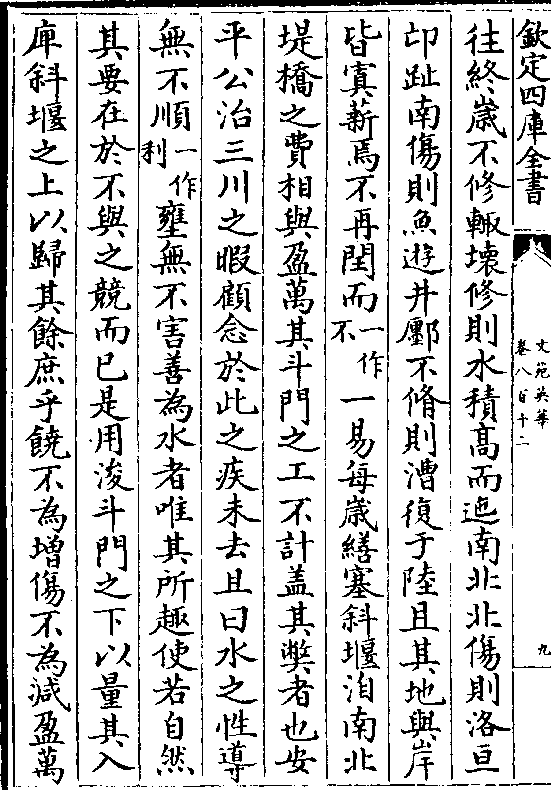 欽定四庫全書
文苑英華
卷八百十二
九
往終歳不修輙壊修則水積髙而迆南北北傷則洛亘
卬趾南傷則魚遊井鄽不脩則漕復于陸且其地與岸
皆寘薪焉不再閏而一作不一易每歳繕塞斜堰洎南北
堤橋之費相與盈萬其斗門之工不計盖其獘者也安
平公治三川之暇顧念於此之疾未去且曰水之性導
無不順一作利壅無不害善為水者唯其所趣使若自然
其要在於不與之競而已是用浚斗門之下以量其入
庳斜堰之上以歸其餘庶乎饒不為增傷不為減盈萬